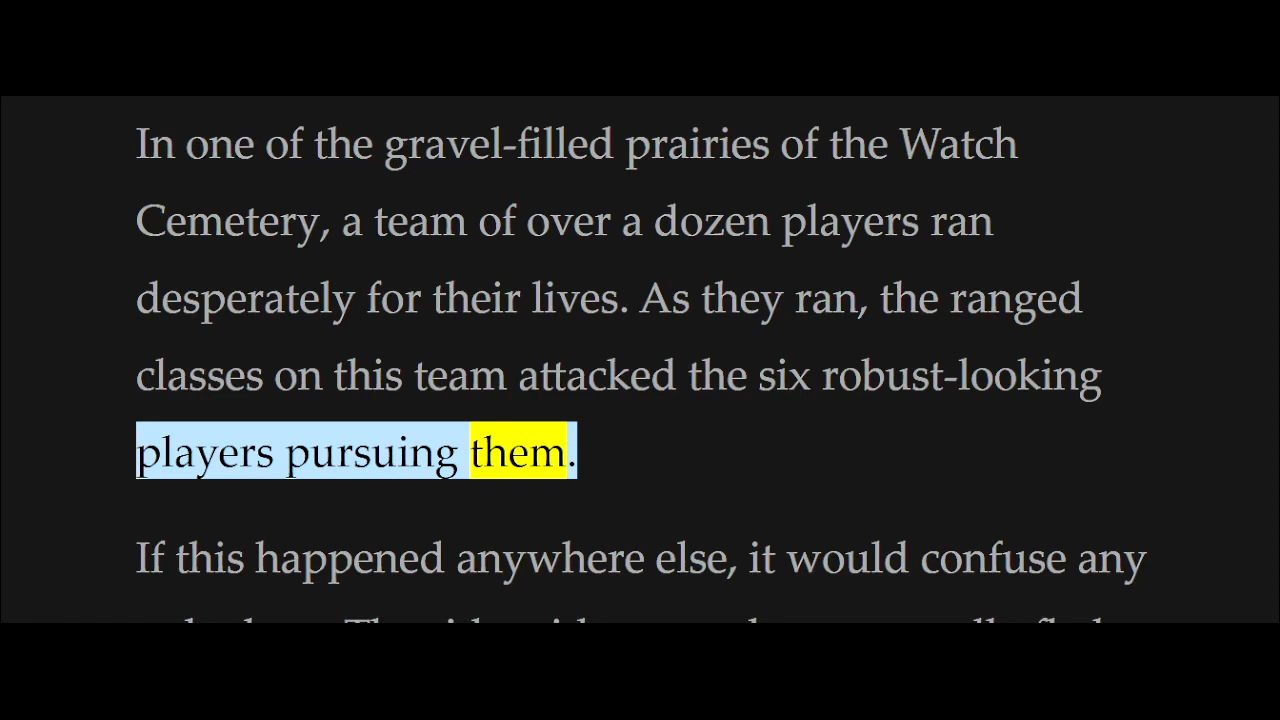 In one of the gravel-filled prairies of the Watch
Cemetery, a team of over a dozen players ran
desperately for their lives. As they ran, the ranged
classes on this team attacked the six robust-looking
players pursuing them.
If this happened anywhere else, it would confuse any